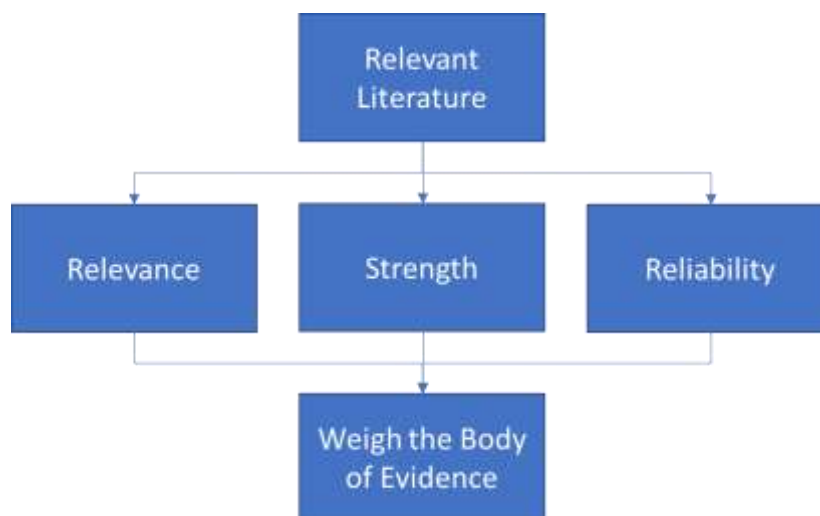 Relevant
Literature
Relevance
Strength
Reliability
Weigh the Body
of Evidence